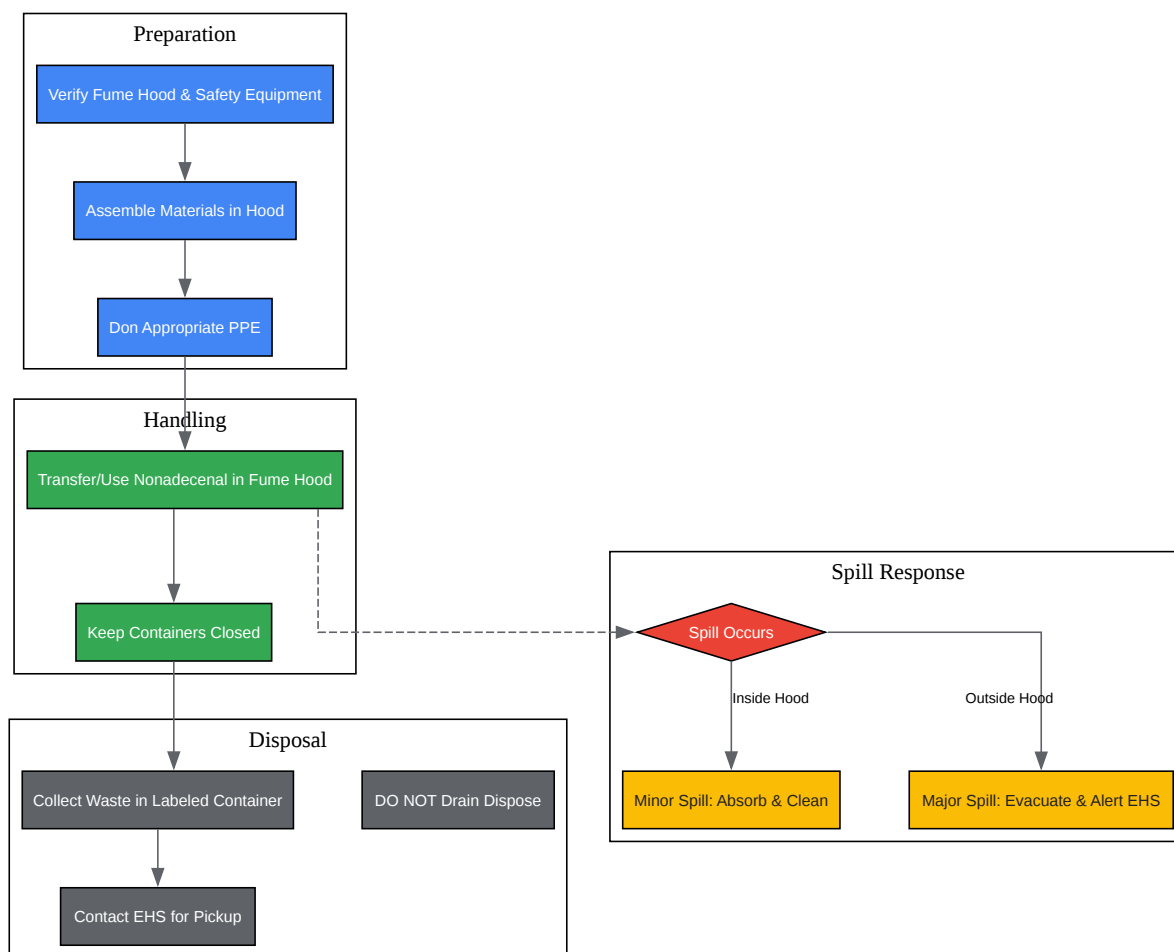 Preparation
Verify Fume Hood & Safety Equipment
Assemble Materials in Hood
Don Appropriate PPE
Handling
Transfer/Use Nonadecenal in Fume Hood
Keep Containers Closed
Spill Response
Spill Occurs
Inside Hood
Outside Hood
Minor Spill: Absorb & Clean
Major Spill: Evacuate & Alert EHS
Disposal
Collect Waste in Labeled Container
DO NOT Drain Dispose
Contact EHS for Pickup